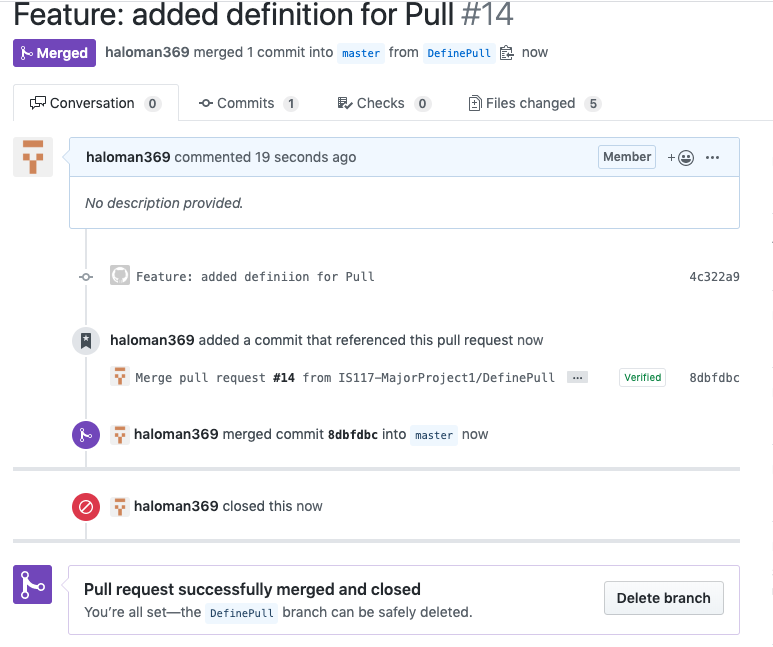 Feature: added definition for Pull #14
Merged haloman369 merged 1 commit into master from DefinePull now
Conversation 0 Commits 1 Checks 0 Files changed 5
haloman369 commented 19 seconds ago Member + ...
No description provided.
Feature: added definiion for Pull 4c322a9
haloman369 added a commit that referenced this pull request now
Merge pull request #14 from IS117-MajorProject1/DefinePull ... Verified 8dbfdbc
haloman369 merged commit 8dbfdbc into master now
haloman369 closed this now
Pull request successfully merged and closed
You're all set—the DefinePull branch can be safely deleted.
Delete branch